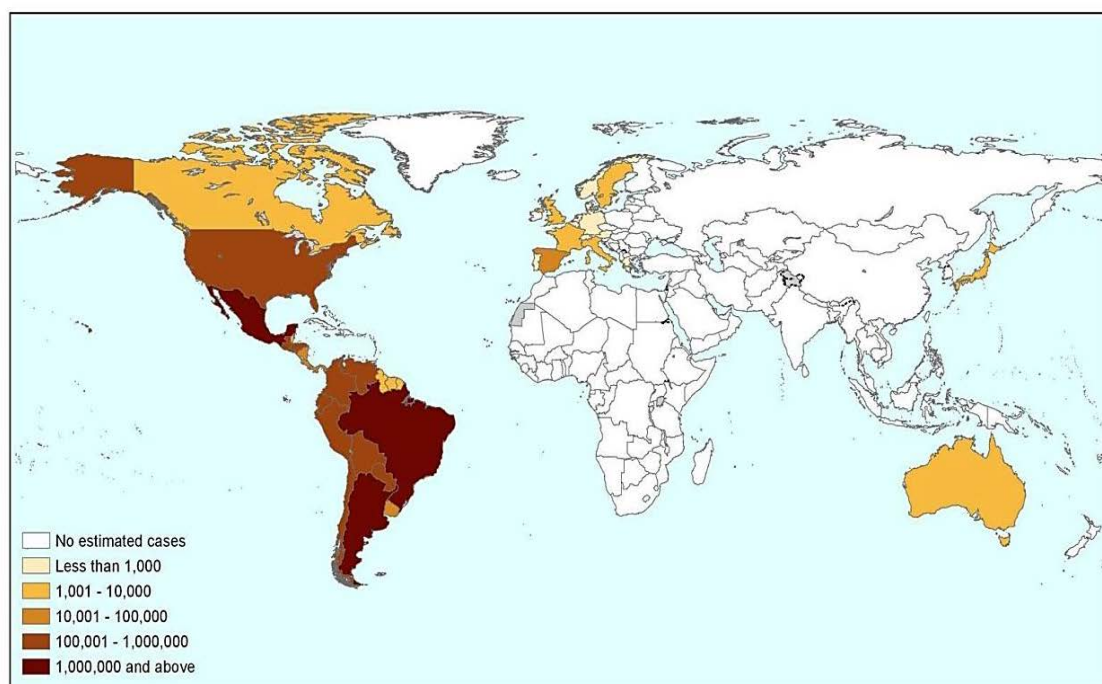 No estimated cases
Less than 1,000
1,001 - 10,000
10,001 - 100,000
100,001 - 1,000,000
1,000,000 and above